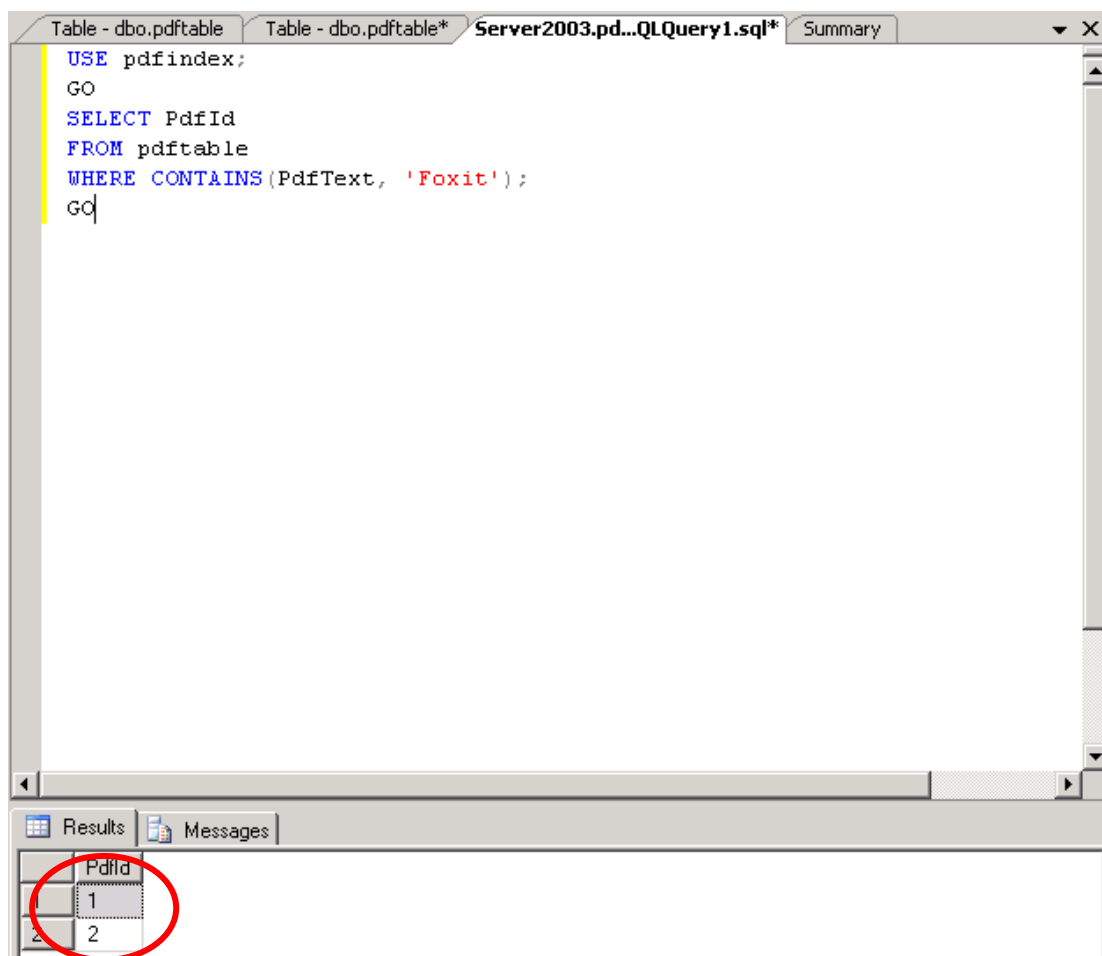 Table - dbo.pdftable Table - dbo.pdftable* Server2003.pd...QLQuery1.sql* Summary
USE pdfindex;
GO
SELECT PdfId
FROM pdftable
WHERE CONTAINS(PdfText, 'Foxit');
GO
Results Messages
PdfId
1 1
2 2